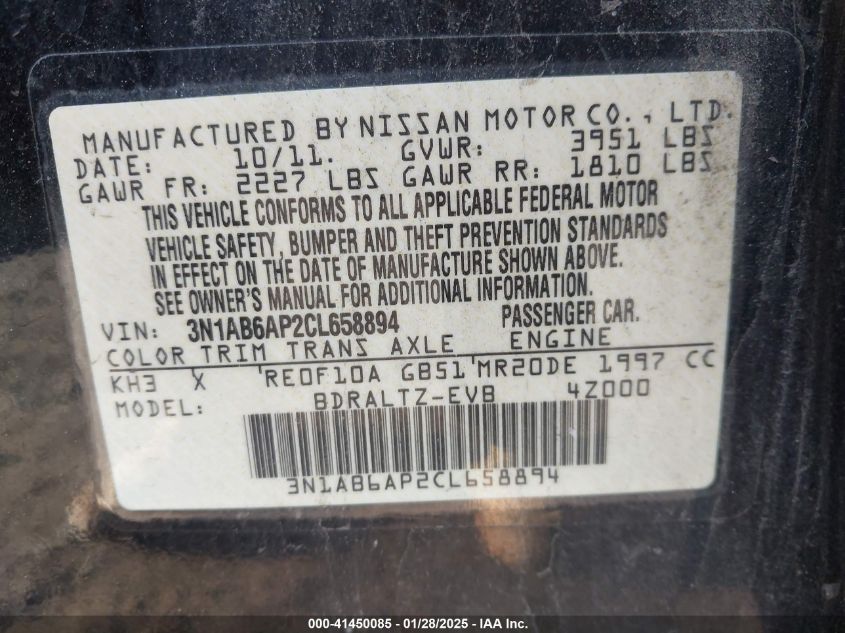 MANUFACTURED BY NISSAN MOTOR CO., LTD.
DATE: 10/11. GVWR: 3951 LBS
GAWR FR: 2227 LBS GAWR RR: 1810 LBS
THIS VEHICLE CONFORMS TO ALL APPLICABLE FEDERAL MOTOR
VEHICLE SAFETY, BUMPER AND THEFT PREVENTION STANDARDS
IN EFFECT ON THE DATE OF MANUFACTURE SHOWN ABOVE.
SEE OWNER'S MANUAL FOR ADDITIONAL INFORMATION.
VIN: 3N1AB6AP2CL658894 PASSENGER CAR.
COLOR TRIM TRANS AXLE ENGINE
KH3 X RE0F10A GB51 MR20DE 1997 CC
MODEL: BDRALTZ-EVB 4Z000
3N1AB6AP2CL658894
000-41450085 - 01/28/2025 - IAA Inc.